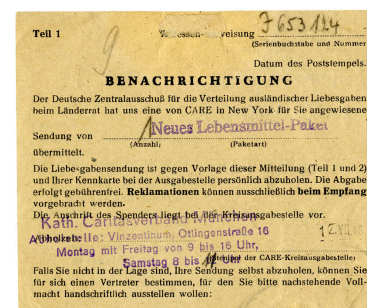 Teil 1 Adressen-Anweisung 7653124
(Serienbuchstabe und Nummer
9
Datum des Poststempels.
BENACHRICHTIGUNG
Der Deutsche Zentralausschuß für die Verteilung ausländischer Liebesgaben
beim Länderrat hat uns eine von CARE in New York für Sie angewiesene
Sendung von 1 Neues Lebensmittel-Paket
(Anzahl) (Paketart)
übermittelt.
Die Liebesgabensendung ist gegen Vorlage dieser Mitteilung (Teil 1 und 2)
und Ihrer Kennkarte bei der Ausgabestelle persönlich abzuholen. Die Abgabe
erfolgt gebührenfrei. Reklamationen können ausschließlich beim Empfang
vorgebracht werden.
Die Anschrift des Spenders liegt bei der Kreisausgabestelle vor.
Kath. Caritasverband München
Abholstelle: Vinzentinum, Ottingenstraße 16
Montag mit Freitag von 9 bis 16 Uhr,
Samstag 8 bis Uhr
der CARE-Kreisausgabestelle)
Falls Sie nicht in der Lage sind, Ihre Sendung selbst abzuholen, können Sie
für sich einen Vertreter bestimmen, für den Sie bitte nachstehende Voll-
macht handschriftlich ausstellen wollen: